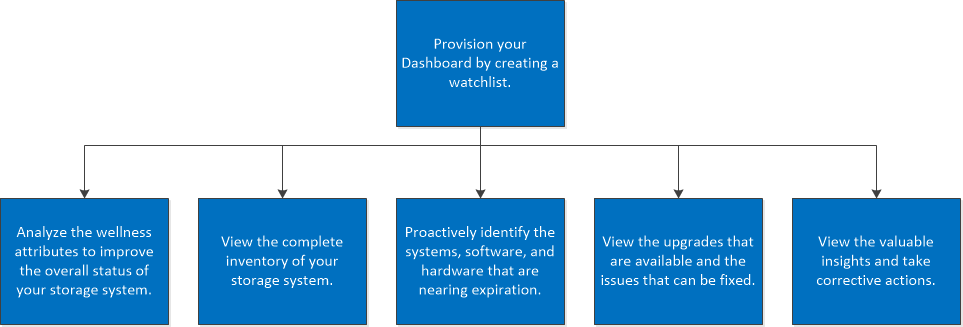 Provision your
Dashboard by creating a
watchlist.
Analyze the wellness
attributes to improve
the overall status of
your storage system.
View the complete
inventory of your
storage system.
Proactively identify the
systems, software, and
hardware that are
nearing expiration.
View the upgrades that
are available and the
issues that can be fixed.
View the valuable
insights and take
corrective actions.